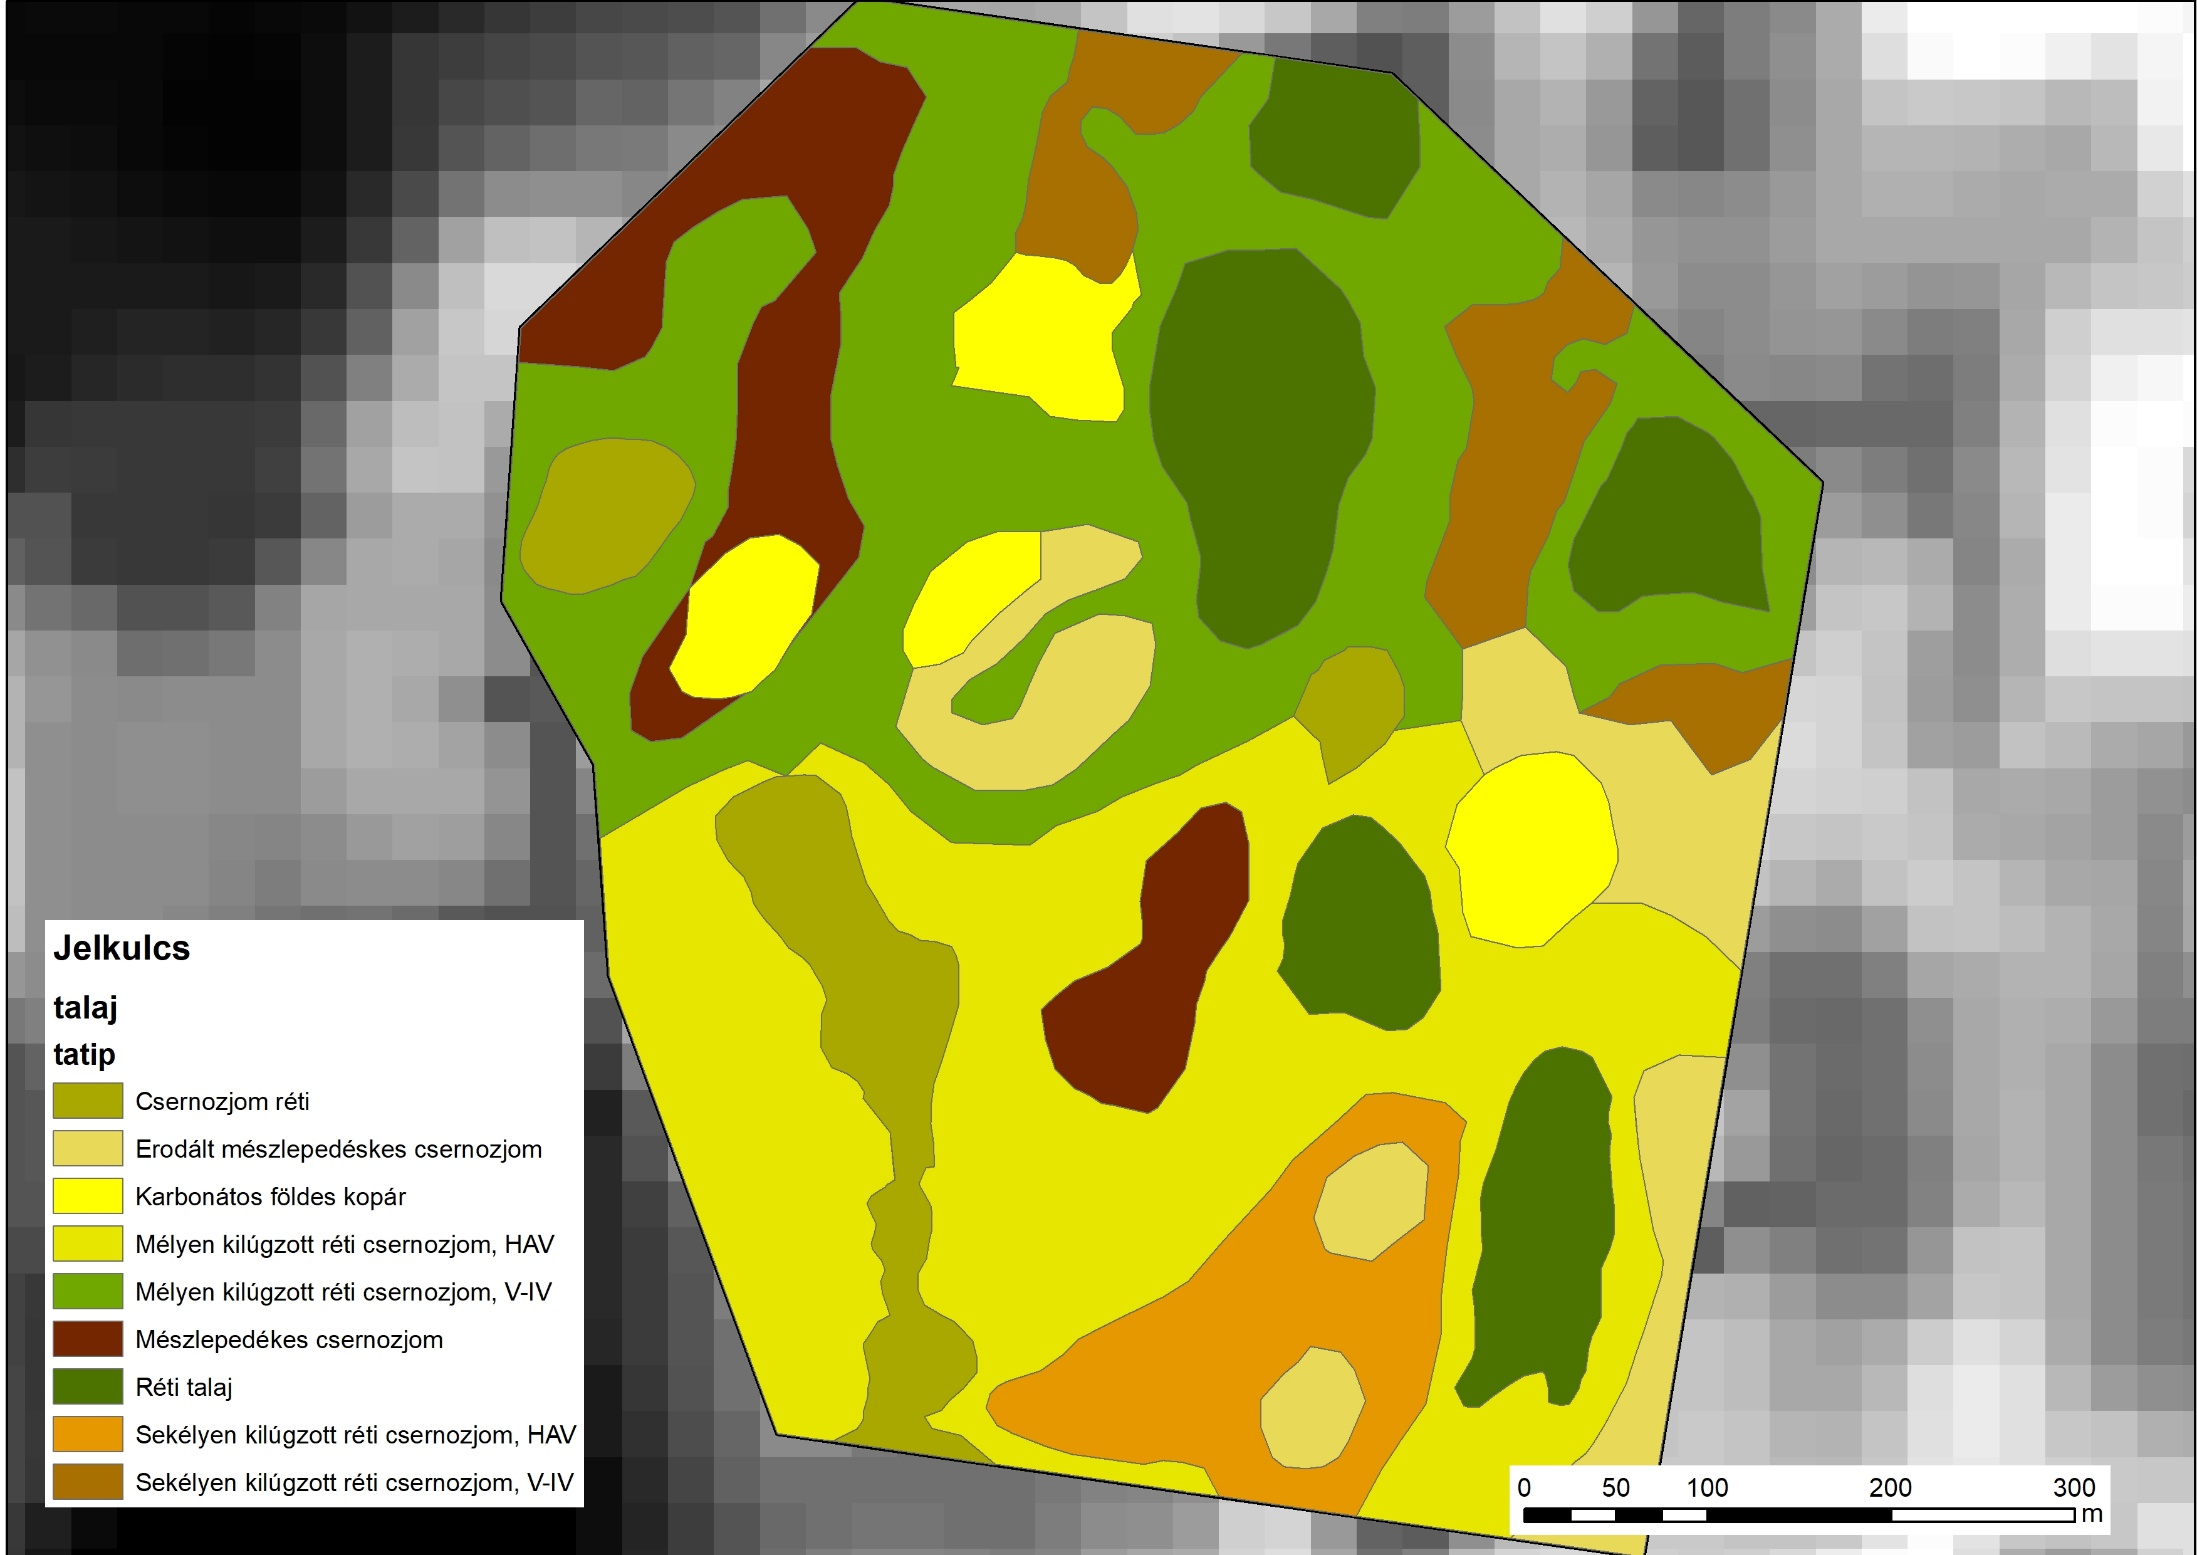 Jelkulcs
talaj
tatip
Csernozjom réti
Erodált mészlepedéskes csernozjom
Karbonátos földes kopár
Mélyen kilúgzott réti csernozjom, HAV
Mélyen kilúgzott réti csernozjom, V-IV
Mészlepedékes csernozjom
Réti talaj
Sekélyen kilúgzott réti csernozjom, HAV
Sekélyen kilúgzott réti csernozjom, V-IV
0 50 100 200 300
m